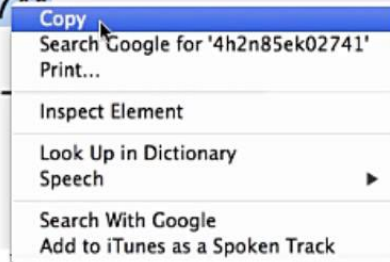 Copy
Search Google for '4h2n85ek02741'
Print...
Inspect Element
Look Up in Dictionary
Speech
Search With Google
Add to iTunes as a Spoken Track